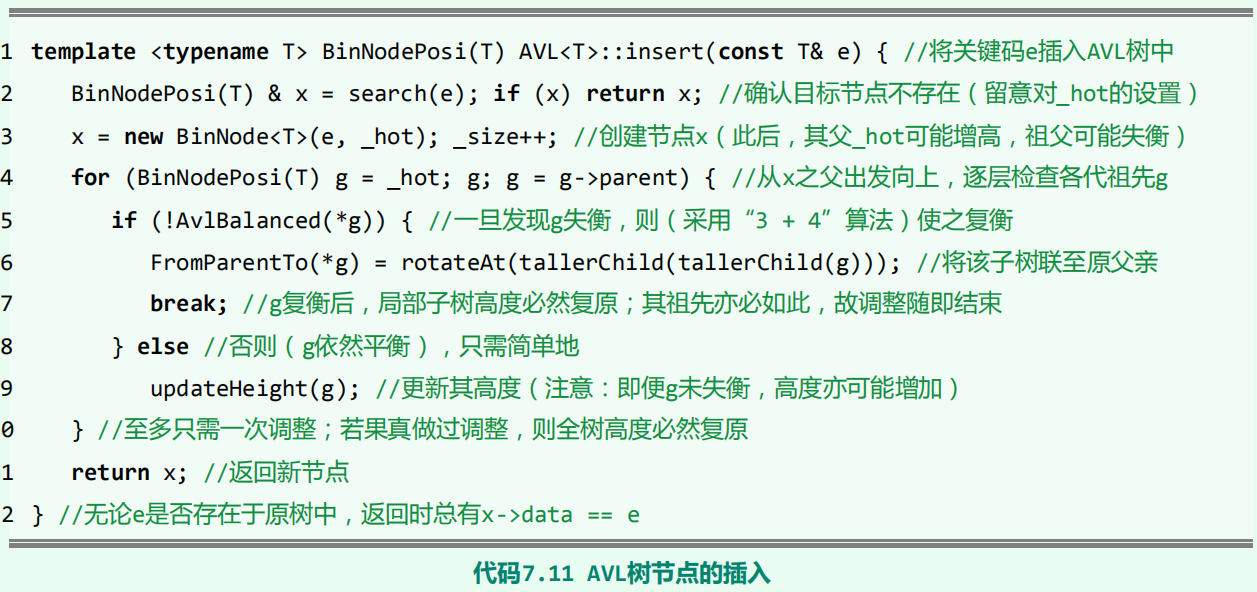 1 template <typename T> BinNodePosi(T) AVL<T>::insert(const T& e) { //将关键码e插入AVL树中
2 BinNodePosi(T) & x = search(e); if (x) return x; //确认目标节点不存在（留意对_hot的设置）
3 x = new BinNode<T>(e, _hot); _size++; //创建节点x（此后，其父_hot可能增高，祖父可能失衡）
4 for (BinNodePosi(T) g = _hot; g; g = g->parent) { //从x之父出发向上，逐层检查各代祖先g
5 if (!AvlBalanced(*g)) { //一旦发现g失衡，则（采用“3 + 4”算法）使之复衡
6 FromParentTo(*g) = rotateAt(tallerChild(tallerChild(g))); //将该子树联至原父亲
7 break; //g复衡后，局部子树高度必然复原；其祖先亦必如此，故调整随即结束
8 } else //否则（g依然平衡），只需简单地
9 updateHeight(g); //更新其高度（注意：即便g未失衡，高度亦可能增加）
0 } //至多只需一次调整；若果真做过调整，则全树高度必然复原
1 return x; //返回新节点
2 } //无论e是否存在于原树中，返回时总有x->data == e
代码7.11 AVL树节点的插入